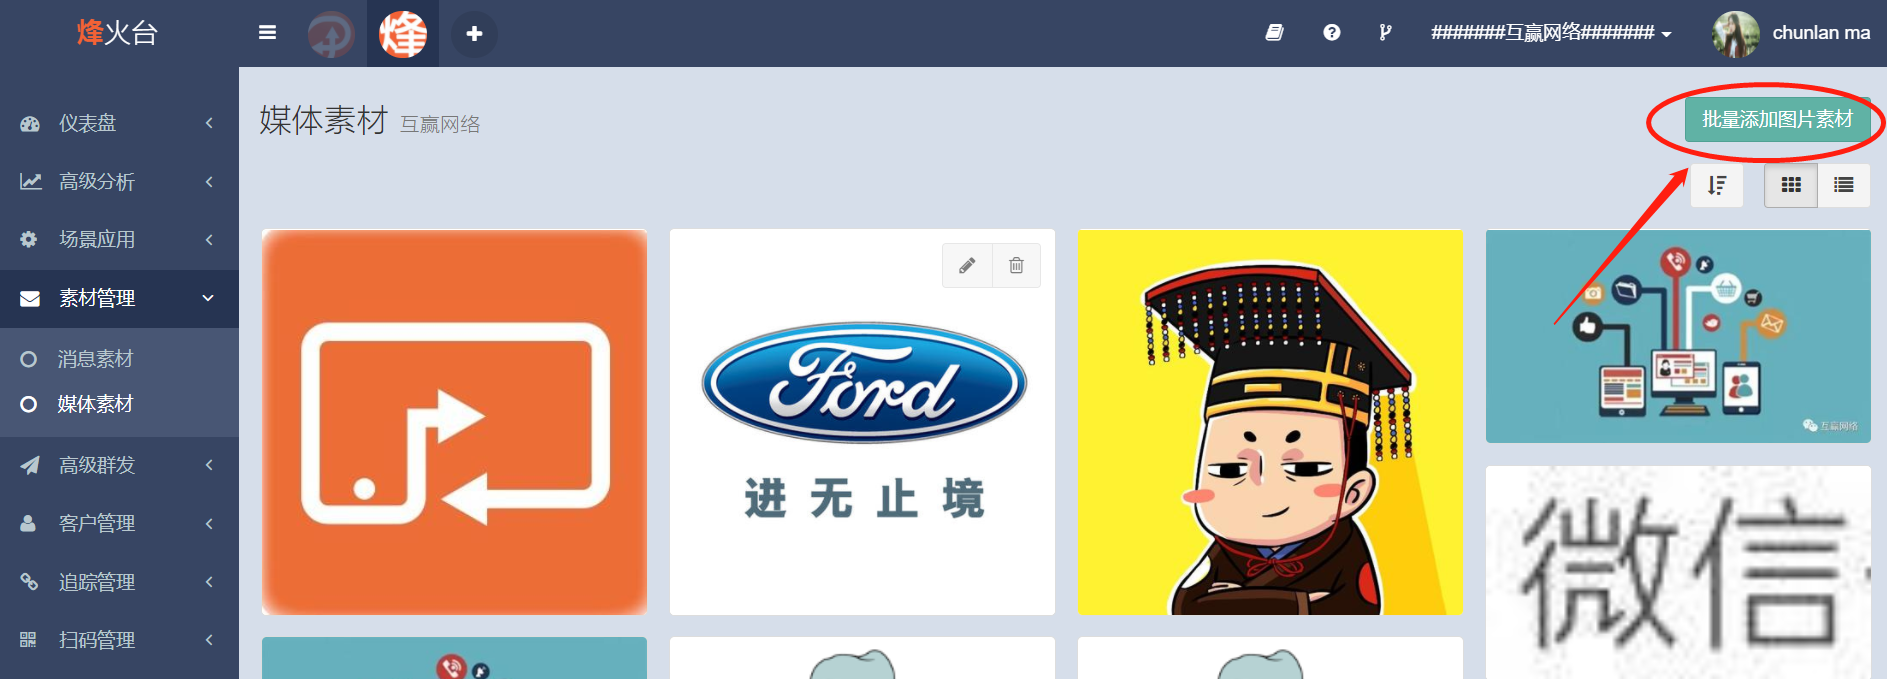 烽火台
烽
#######互赢网络#######
chunlan ma
仪表盘
高级分析
场景应用
素材管理
消息素材
媒体素材
高级群发
客户管理
追踪管理
扫码管理
媒体素材 互赢网络
批量添加图片素材
Ford
进无止境
互赢网络
微信